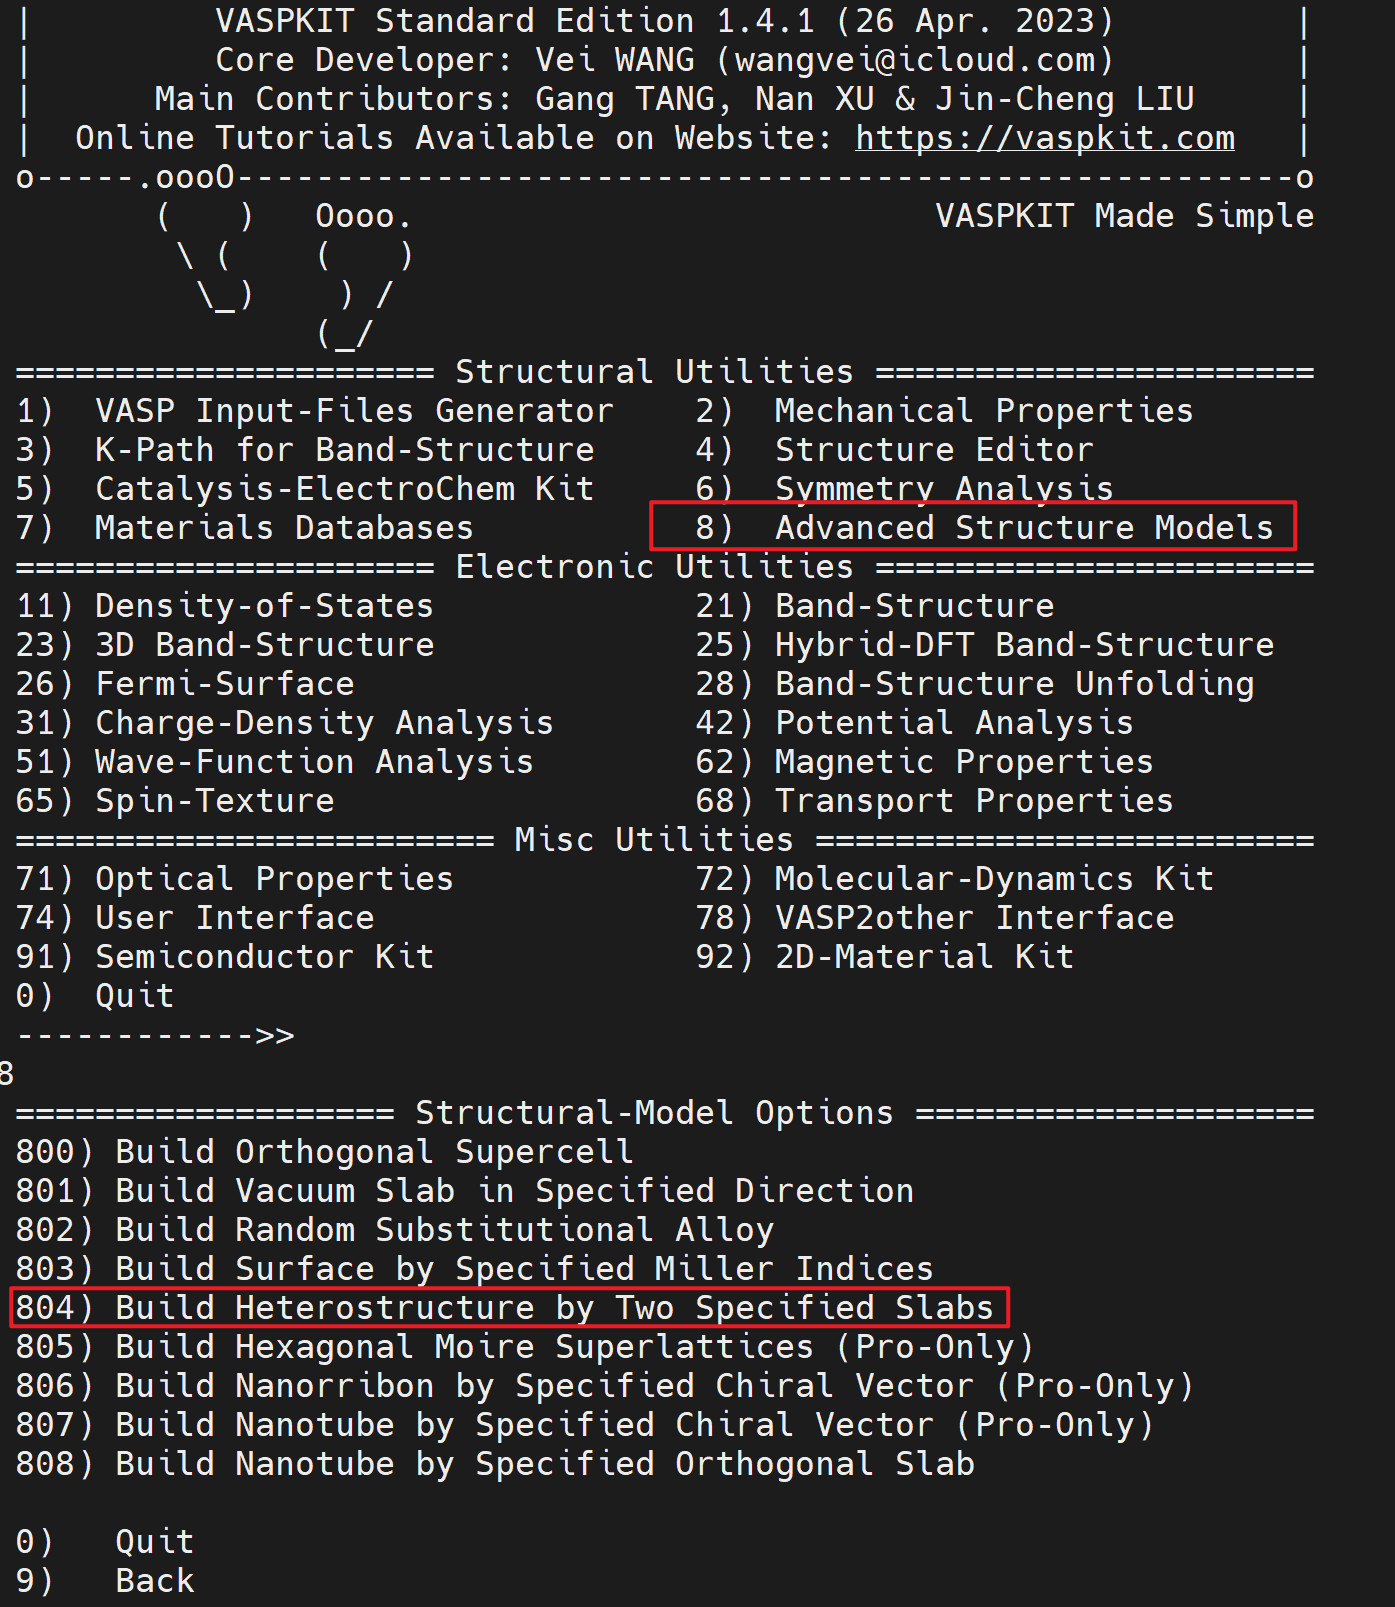 |         VASPKIT Standard Edition 1.4.1 (26 Apr. 2023)         |
|         Core Developer: Vei WANG (wangvei@icloud.com)         |
|      Main Contributors: Gang TANG, Nan XU & Jin-Cheng LIU     |
|  Online Tutorials Available on Website: https://vaspkit.com   |
o-----.oooO-----------------------------------------------------o
       (   )   Oooo.                          VASPKIT Made Simple
        \ (    (   )
         \_)    ) /
               (_/
===================== Structural Utilities ======================
1)  VASP Input-Files Generator    2)  Mechanical Properties
3)  K-Path for Band-Structure     4)  Structure Editor
5)  Catalysis-ElectroChem Kit     6)  Symmetry Analysis
7)  Materials Databases           8)  Advanced Structure Models
===================== Electronic Utilities ======================
11) Density-of-States             21) Band-Structure
23) 3D Band-Structure             25) Hybrid-DFT Band-Structure
26) Fermi-Surface                 28) Band-Structure Unfolding
31) Charge-Density Analysis       42) Potential Analysis
51) Wave-Function Analysis        62) Magnetic Properties
65) Spin-Texture                  68) Transport Properties
======================== Misc Utilities =========================
71) Optical Properties            72) Molecular-Dynamics Kit
74) User Interface                78) VASP2other Interface
91) Semiconductor Kit             92) 2D-Material Kit
0)  Quit
------------>>
8
=================== Structural-Model Options ====================
800) Build Orthogonal Supercell
801) Build Vacuum Slab in Specified Direction
802) Build Random Substitutional Alloy
803) Build Surface by Specified Miller Indices
804) Build Heterostructure by Two Specified Slabs
805) Build Hexagonal Moire Superlattices (Pro-Only)
806) Build Nanorribon by Specified Chiral Vector (Pro-Only)
807) Build Nanotube by Specified Chiral Vector (Pro-Only)
808) Build Nanotube by Specified Orthogonal Slab
0)   Quit
9)   Back